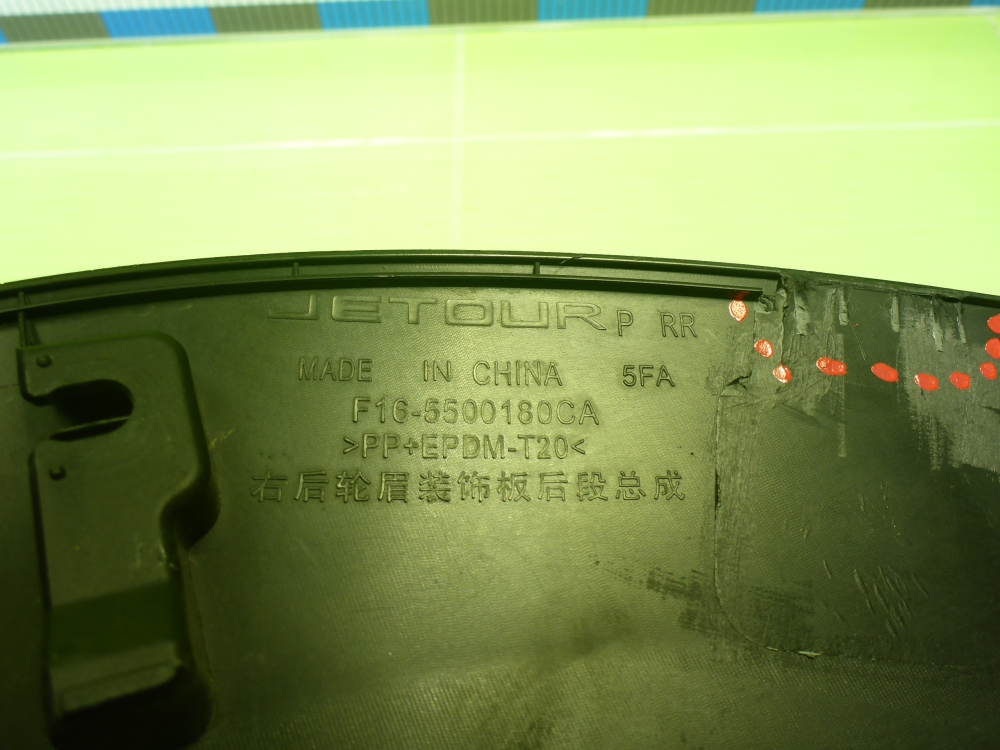 JETOUR P RR
MADE IN CHINA 5FA
F16-5500180CA
>PP+EPDM-T20<
右后轮眉装饰板后段总成